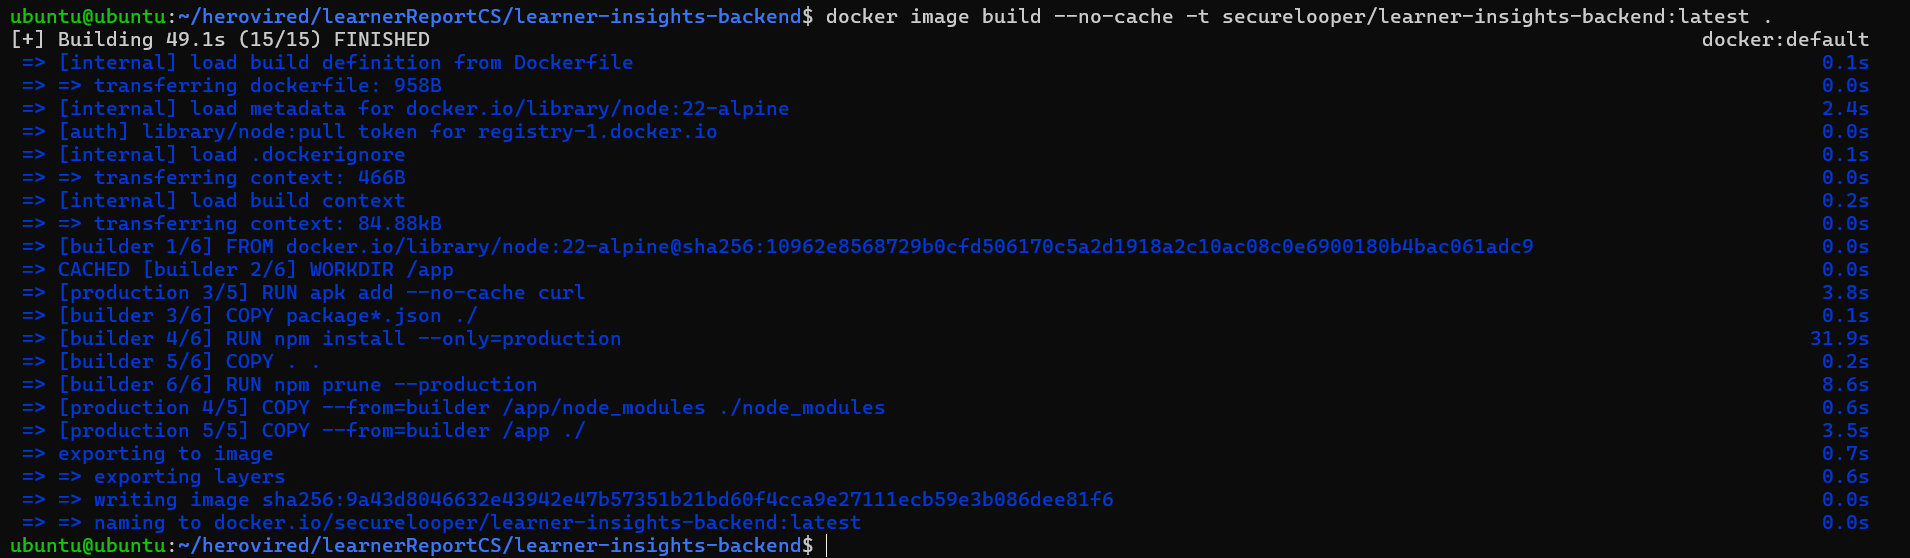 ubuntu@ubuntu:~/herovired/learnerReportCS/learner-insights-backend$ docker image build --no-cache -t securelooper/learner-insights-backend:latest .
[+] Building 49.1s (15/15) FINISHED docker:default
=> [internal] load build definition from Dockerfile 0.1s
=> => transferring dockerfile: 958B 0.0s
=> [internal] load metadata for docker.io/library/node:22-alpine 2.4s
=> [auth] library/node:pull token for registry-1.docker.io 0.0s
=> [internal] load .dockerignore 0.1s
=> => transferring context: 466B 0.0s
=> [internal] load build context 0.2s
=> => transferring context: 84.88kB 0.0s
=> [builder 1/6] FROM docker.io/library/node:22-alpine@sha256:10962e8568729b0cfd506170c5a2d1918a2c10ac08c0e6900180b4bac061adc9 0.0s
=> CACHED [builder 2/6] WORKDIR /app 0.0s
=> [production 3/5] RUN apk add --no-cache curl 3.8s
=> [builder 3/6] COPY package*.json ./ 0.1s
=> [builder 4/6] RUN npm install --only=production 31.9s
=> [builder 5/6] COPY . . 0.2s
=> [builder 6/6] RUN npm prune --production 8.6s
=> [production 4/5] COPY --from=builder /app/node_modules ./node_modules 0.6s
=> [production 5/5] COPY --from=builder /app ./ 3.5s
=> exporting to image 0.7s
=> => exporting layers 0.6s
=> => writing image sha256:9a43d8046632e43942e47b57351b21bd60f4cca9e27111ecb59e3b086dee81f6 0.0s
=> => naming to docker.io/securelooper/learner-insights-backend:latest 0.0s
ubuntu@ubuntu:~/herovired/learnerReportCS/learner-insights-backend$